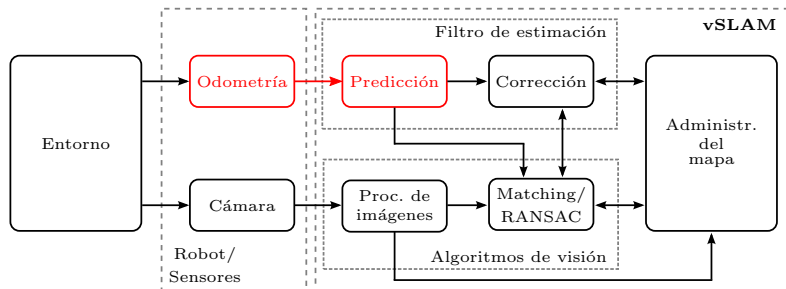 vSLAM
Filtro de estimación
Odometría
Predicción
Corrección
Entorno
Administr.
del
mapa
Cámara
Proc. de
imágenes
Matching/
RANSAC
Robot/
Sensores
Algoritmos de visión